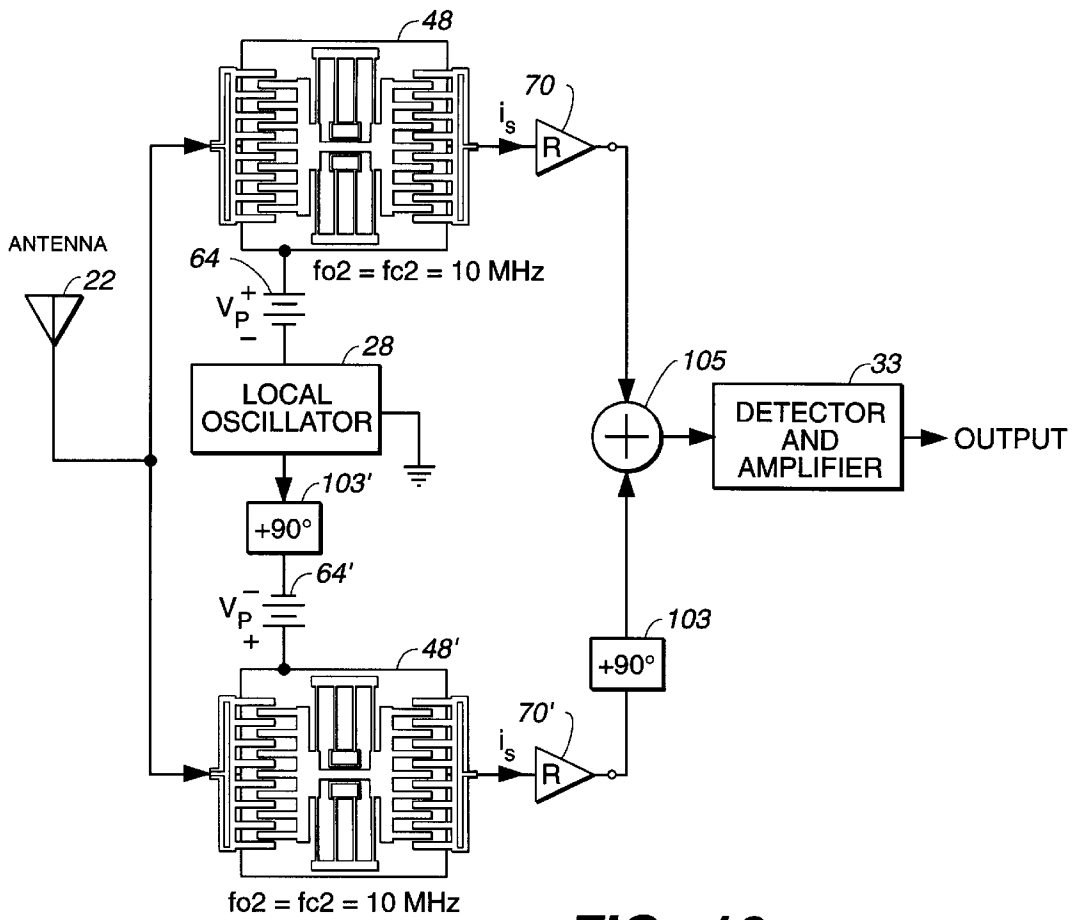 48
70
i_s
R
ANTENNA
22
64
fo2 = fc2 = 10 MHz
V_P
+
−
28
LOCAL
OSCILLATOR
105
33
DETECTOR
AND
AMPLIFIER
OUTPUT
103'
+90°
64'
V_P
−
+
103
+90°
48'
70'
i_s
R
fo2 = fc2 = 10 MHz